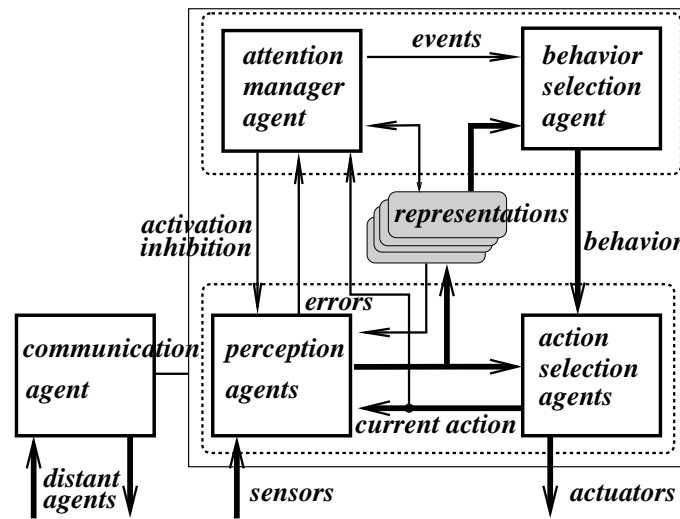 events
attention
manager
agent
behavior
selection
agent
representations
activation
inhibition
behavior
errors
communication
agent
perception
agents
action
selection
agents
current action
distant
agents
sensors
actuators